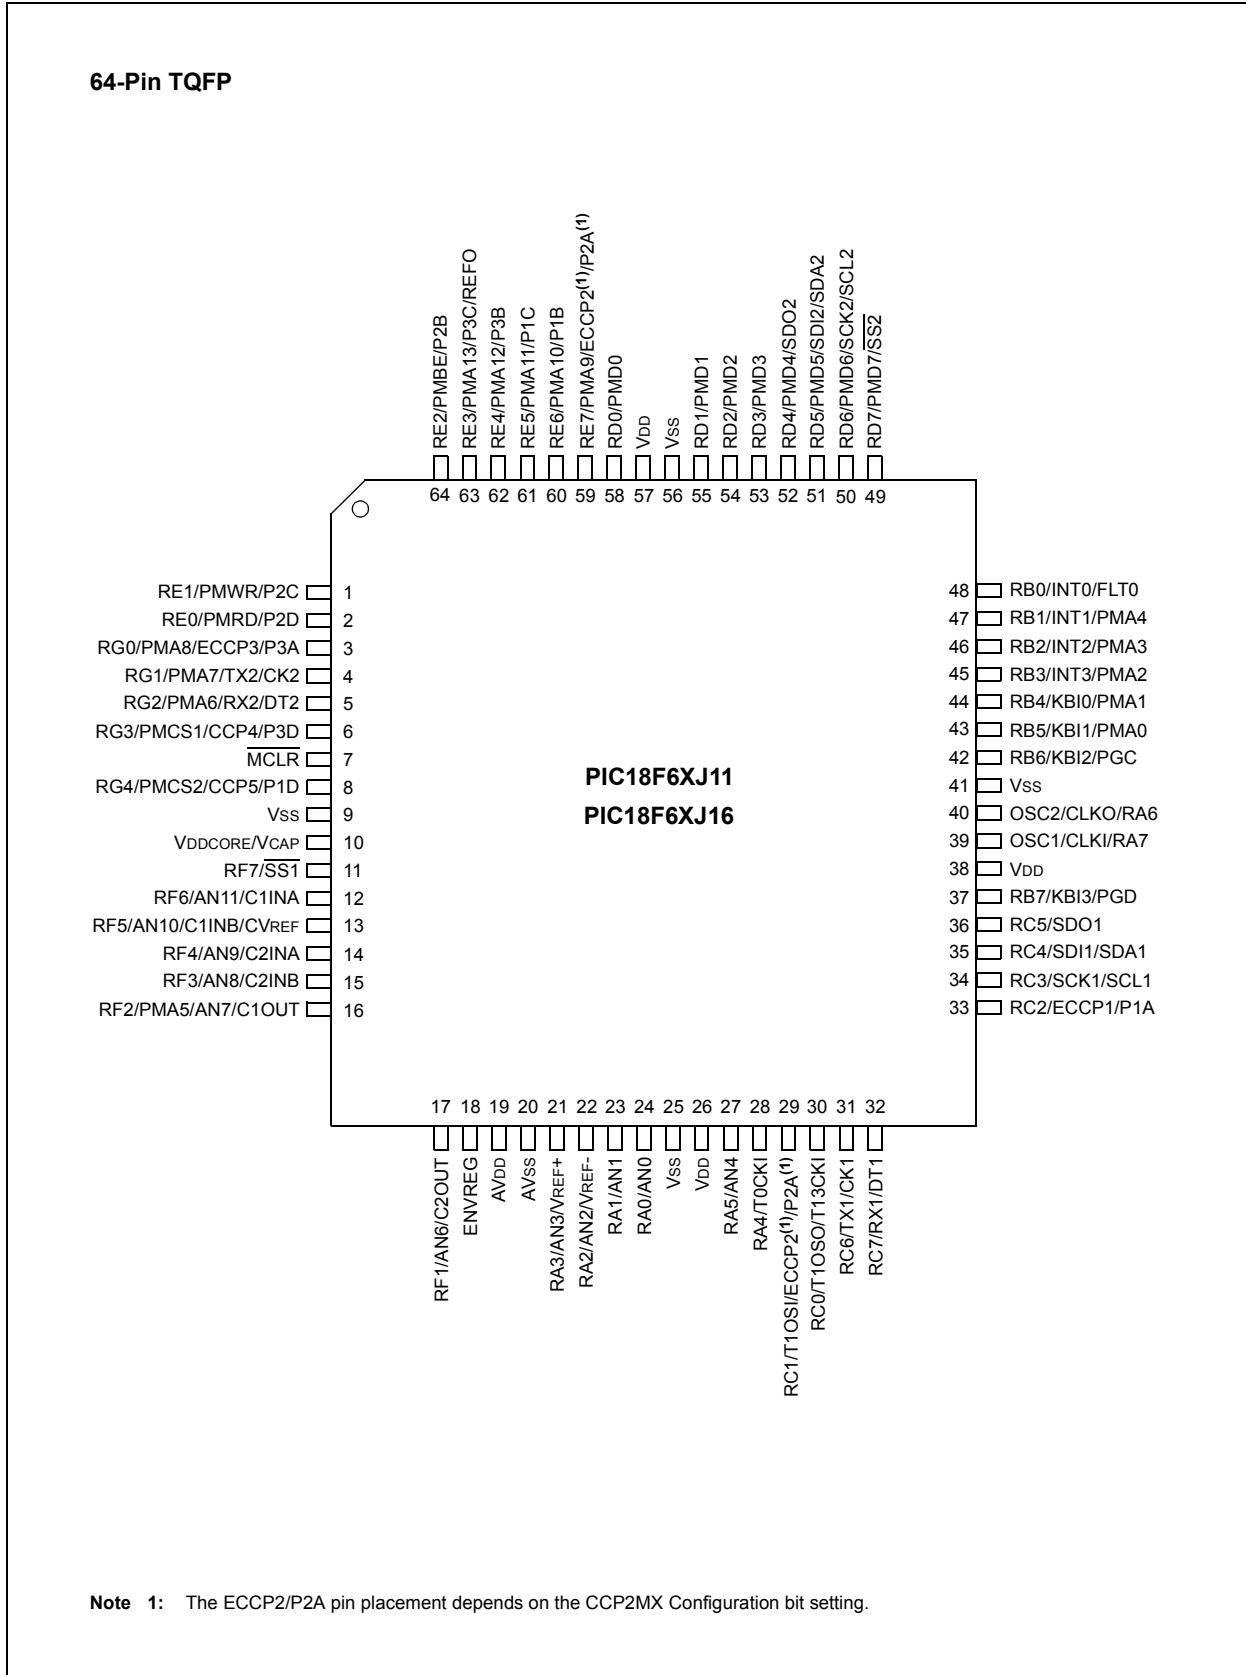 64-Pin TQFP
RE2/PMBE/P2B
RE3/PMA13/P3C/REFO
RE4/PMA12/P3B
RE5/PMA11/P1C
RE6/PMA10/P1B
RE7/PMA9/ECCP2(1)/P2A(1)
RD0/PMD0
VDD
VSS
RD1/PMD1
RD2/PMD2
RD3/PMD3
RD4/PMD4/SDO2
RD5/PMD5/SDI2/SDA2
RD6/PMD6/SCK2/SCL2
RD7/PMD7/SS2
64 63 62 61 60 59 58 57 56 55 54 53 52 51 50 49
RE1/PMWR/P2C 1
RE0/PMRD/P2D 2
RG0/PMA8/ECCP3/P3A 3
RG1/PMA7/TX2/CK2 4
RG2/PMA6/RX2/DT2 5
RG3/PMCS1/CCP4/P3D 6
MCLR 7
RG4/PMCS2/CCP5/P1D 8
VSS 9
VDDCORE/VCAP 10
RF7/SS1 11
RF6/AN11/C1INA 12
RF5/AN10/C1INB/CVREF 13
RF4/AN9/C2INA 14
RF3/AN8/C2INB 15
RF2/PMA5/AN7/C1OUT 16
PIC18F6XJ11
PIC18F6XJ16
48 RB0/INT0/FLT0
47 RB1/INT1/PMA4
46 RB2/INT2/PMA3
45 RB3/INT3/PMA2
44 RB4/KBI0/PMA1
43 RB5/KBI1/PMA0
42 RB6/KBI2/PGC
41 VSS
40 OSC2/CLKO/RA6
39 OSC1/CLKI/RA7
38 VDD
37 RB7/KBI3/PGD
36 RC5/SDO1
35 RC4/SDI1/SDA1
34 RC3/SCK1/SCL1
33 RC2/ECCP1/P1A
17 18 19 20 21 22 23 24 25 26 27 28 29 30 31 32
RF1/AN6/C2OUT
ENVREG
AVDD
AVSS
RA3/AN3/VREF+
RA2/AN2/VREF-
RA1/AN1
RA0/AN0
VSS
VDD
RA5/AN4
RA4/T0CKI
RC1/T1OSI/ECCP2(1)/P2A(1)
RC0/T1OSO/T13CKI
RC6/TX1/CK1
RC7/RX1/DT1
Note 1: The ECCP2/P2A pin placement depends on the CCP2MX Configuration bit setting.